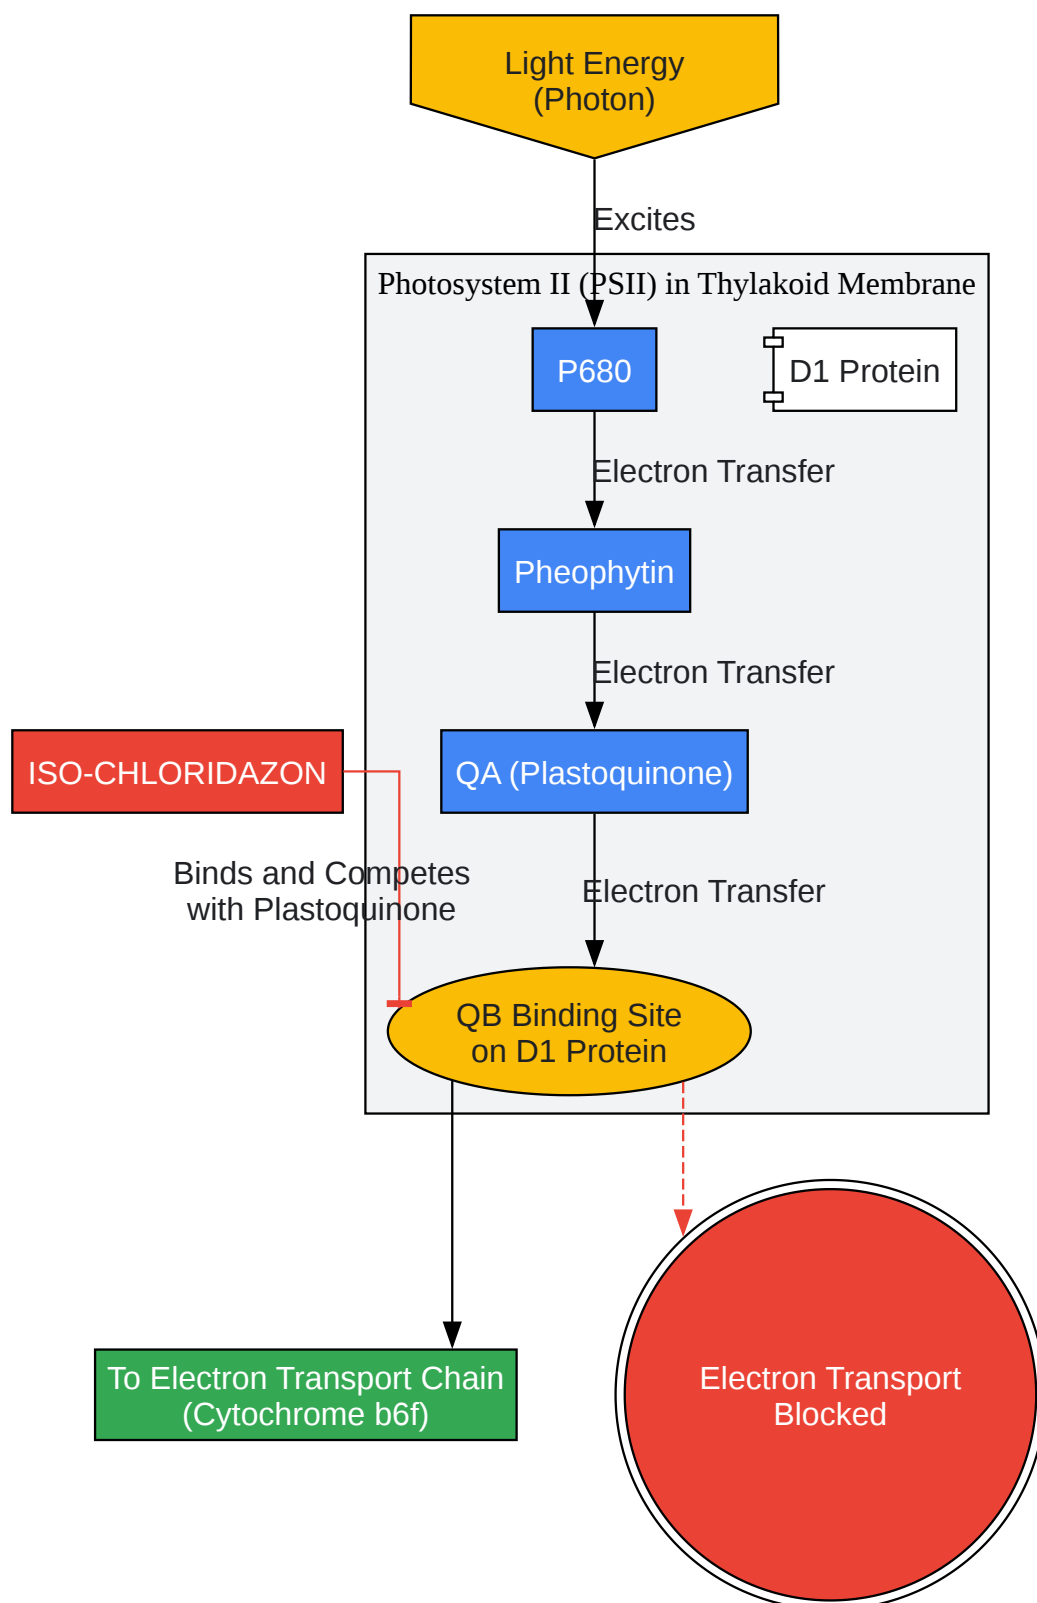 Light Energy
(Photon)
Excites
Photosystem II (PSII) in Thylakoid Membrane
P680
D1 Protein
Electron Transfer
Pheophytin
Electron Transfer
ISO-CHLORIDAZON
QA (Plastoquinone)
Binds and Competes
with Plastoquinone
Electron Transfer
QB Binding Site
on D1 Protein
To Electron Transport Chain
(Cytochrome b6f)
Electron Transport
Blocked